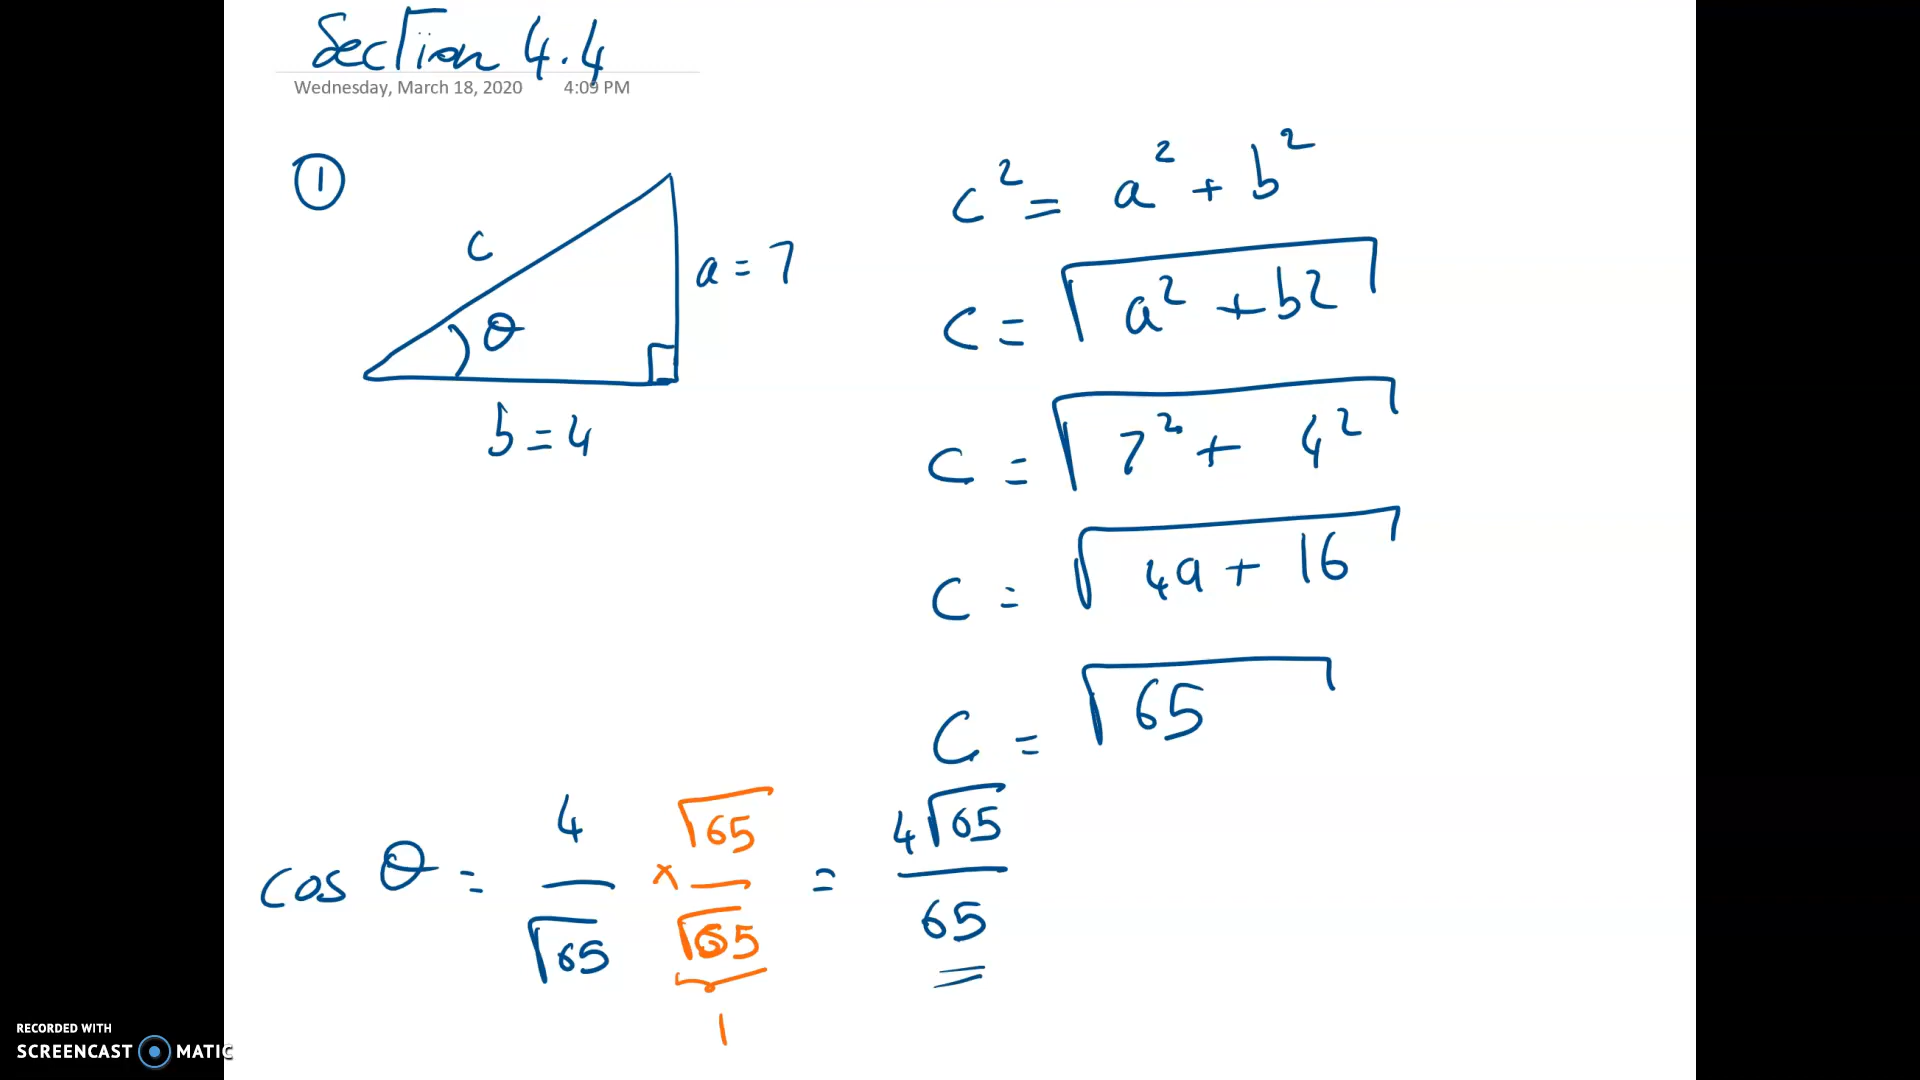 Section 4.4
Wednesday, March 18, 2020 4:09 PM
①
c
a = 7
θ
b = 4
c² = a² + b²
c = √(a² + b2)
c = √(7² + 4²)
c = √(49 + 16)
c = √65
cos θ = 4/√65 × √65/√65 = 4√65/65
1
RECORDED WITH
SCREENCAST MATIC